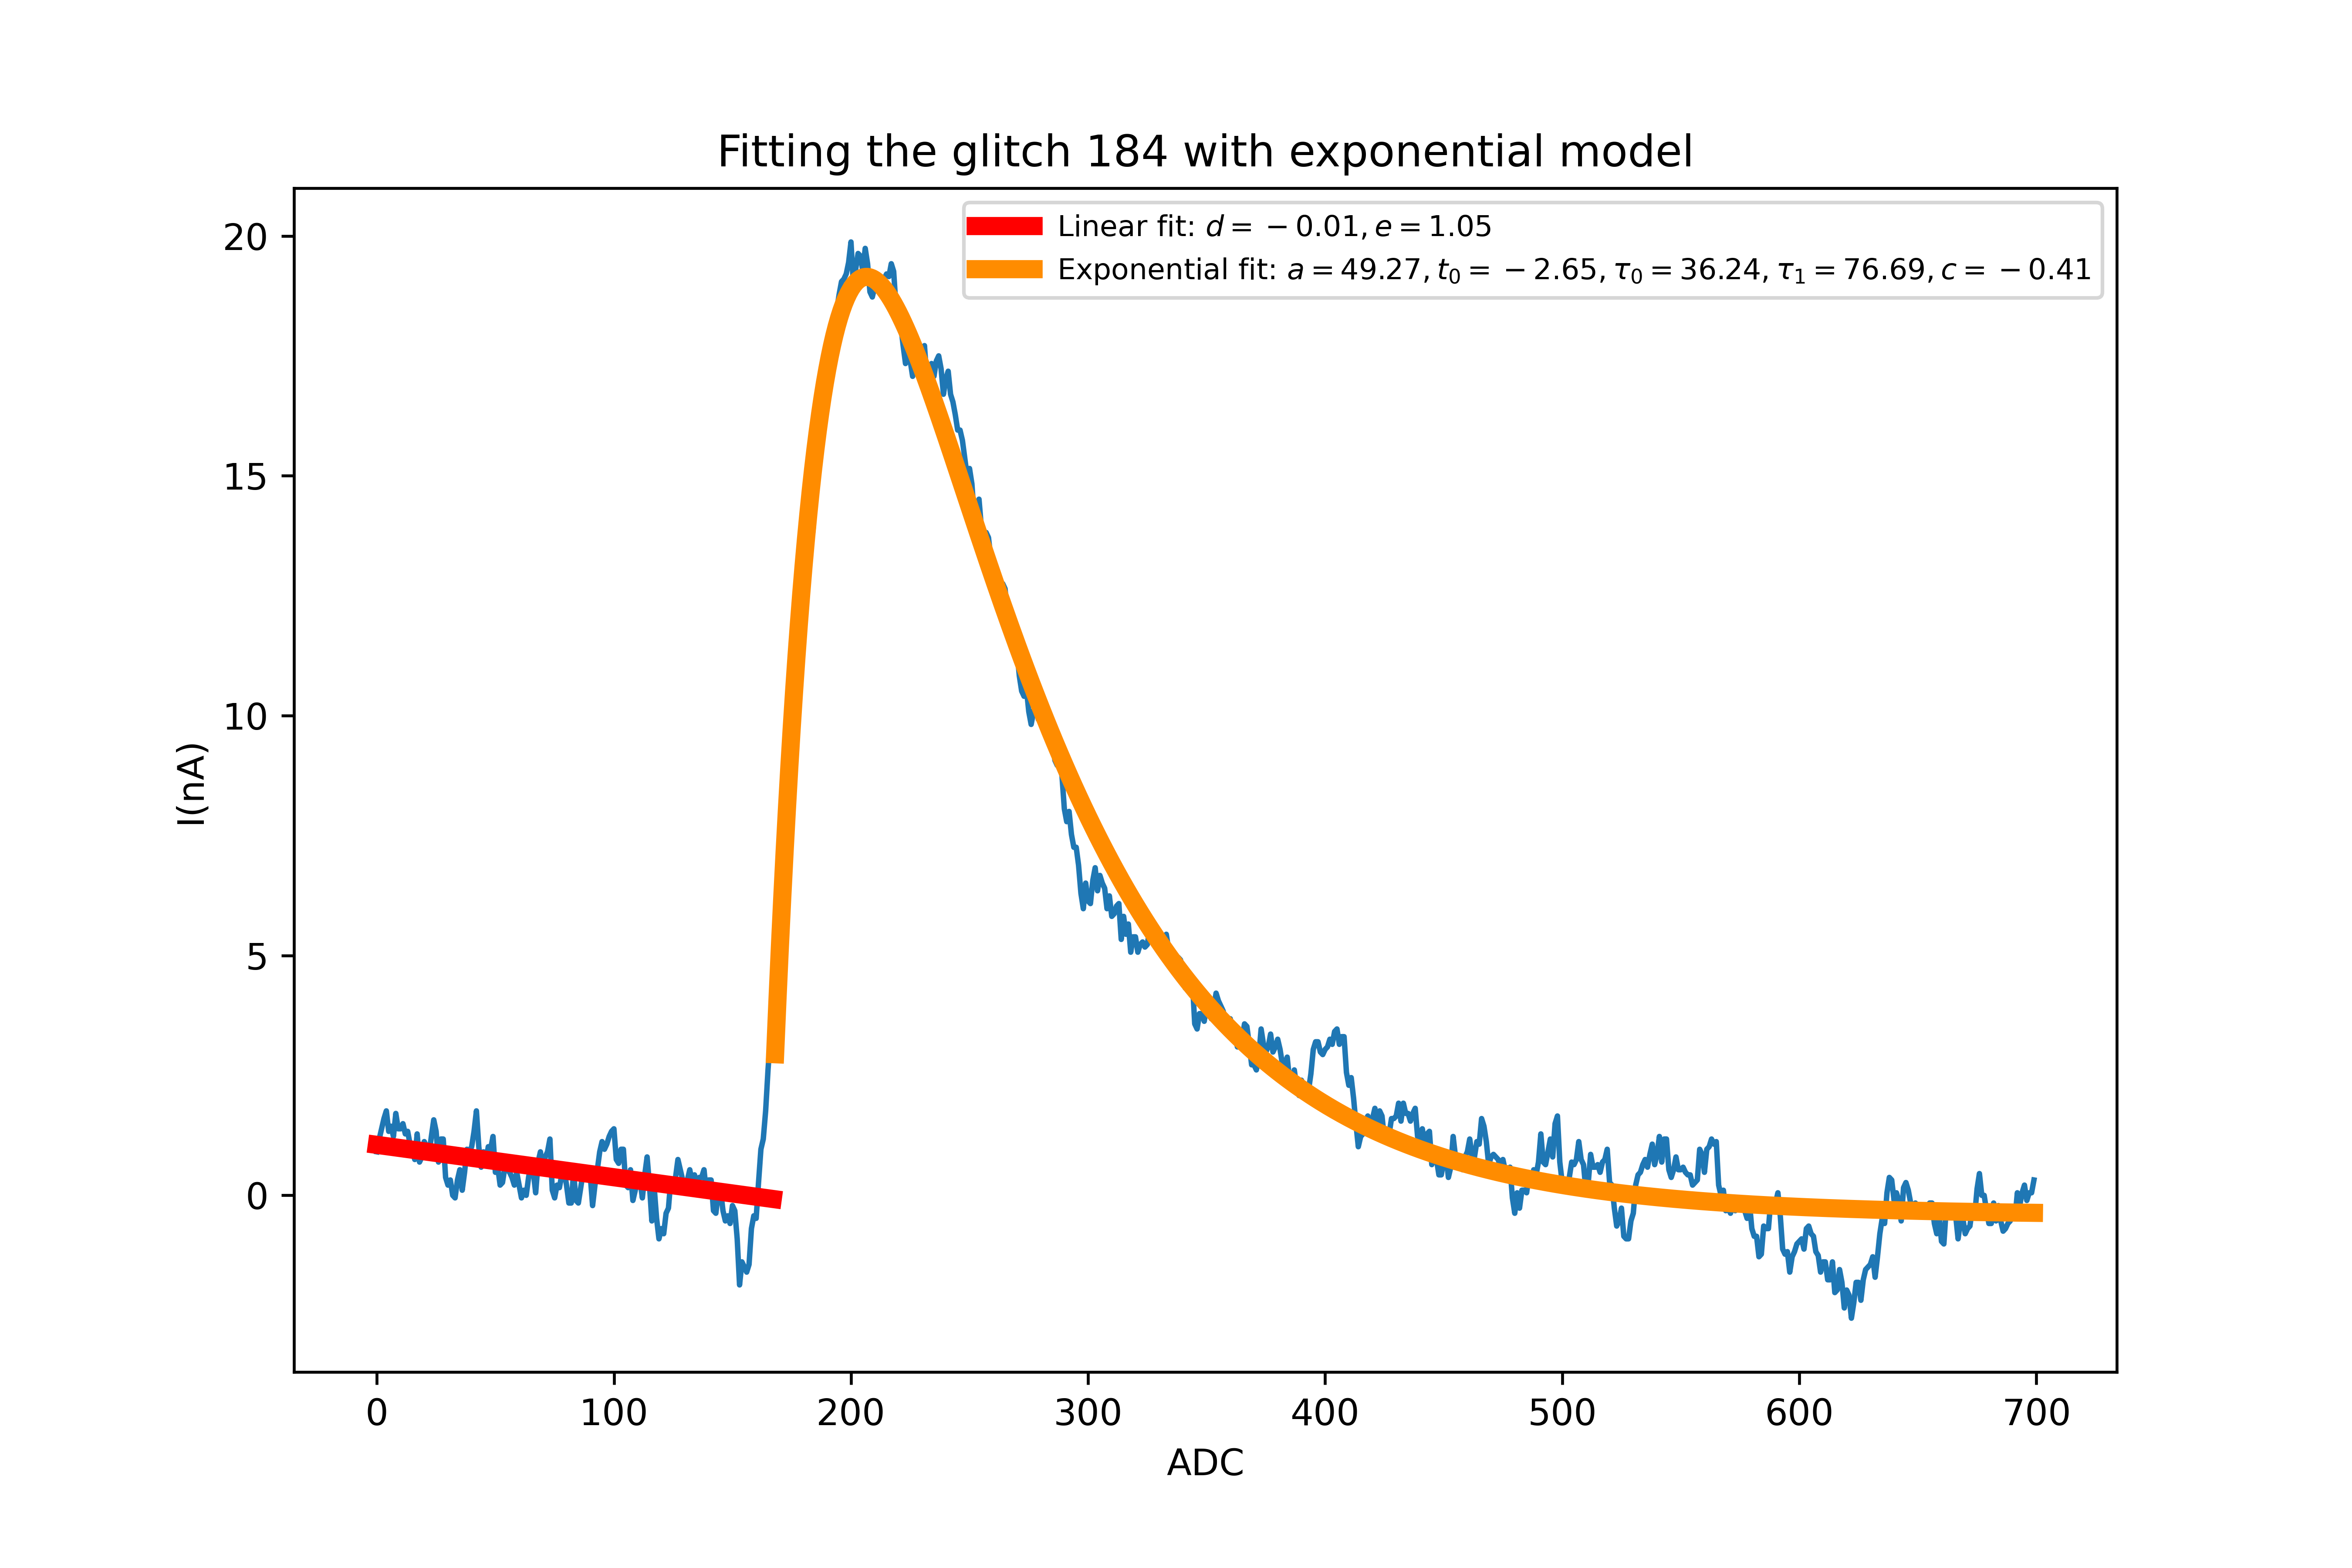 Fitting the glitch 184 with exponential model
Linear fit: d = −0.01, e = 1.05
Exponential fit: a = 49.27, t₀ = −2.65, τ₀ = 36.24, τ₁ = 76.69, c = −0.41
20
15
10
5
0
I(nA)
0 100 200 300 400 500 600 700
ADC